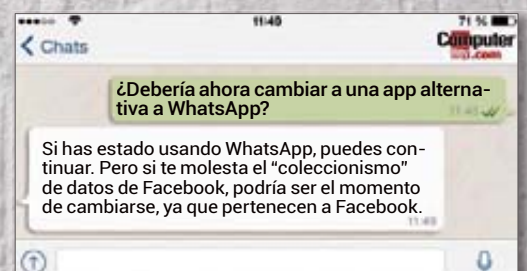 11:40
71 %
Chats
Computer
¿Debería ahora cambiar a una app alterna-
tiva a WhatsApp?
11:40
Si has estado usando WhatsApp, puedes con-
tinuar. Pero si te molesta el “coleccionismo”
de datos de Facebook, podría ser el momento
de cambiarse, ya que pertenecen a Facebook.
11:40